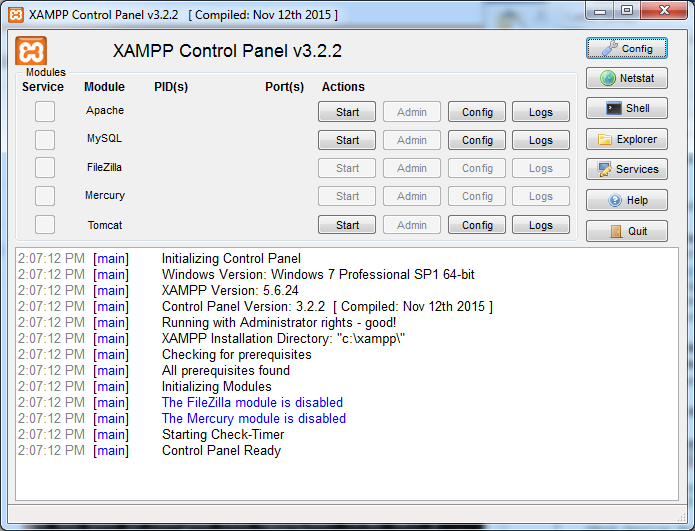 XAMPP Control Panel v3.2.2   [ Compiled: Nov 12th 2015 ]
XAMPP Control Panel v3.2.2
Config
Modules
Service Module PID(s) Port(s) Actions
Netstat
Apache Start Admin Config Logs
Shell
MySQL Start Admin Config Logs
Explorer
FileZilla Start Admin Config Logs
Services
Mercury Start Admin Config Logs
Help
Tomcat Start Admin Config Logs
Quit
2:07:12 PM [main] Initializing Control Panel
2:07:12 PM [main] Windows Version: Windows 7 Professional SP1 64-bit
2:07:12 PM [main] XAMPP Version: 5.6.24
2:07:12 PM [main] Control Panel Version: 3.2.2  [ Compiled: Nov 12th 2015 ]
2:07:12 PM [main] Running with Administrator rights - good!
2:07:12 PM [main] XAMPP Installation Directory: "c:\xampp\"
2:07:12 PM [main] Checking for prerequisites
2:07:12 PM [main] All prerequisites found
2:07:12 PM [main] Initializing Modules
2:07:12 PM [main] The FileZilla module is disabled
2:07:12 PM [main] The Mercury module is disabled
2:07:12 PM [main] Starting Check-Timer
2:07:12 PM [main] Control Panel Ready